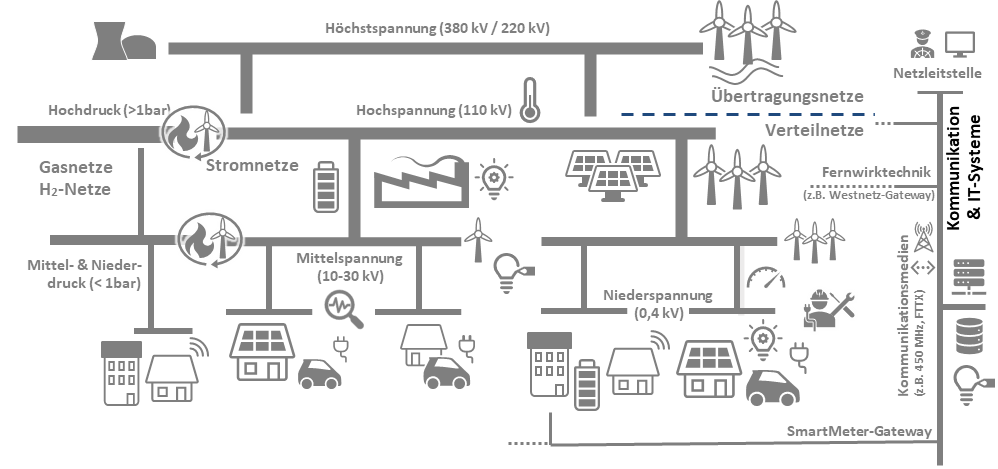 Höchstspannung (380 kV / 220 kV)
Netzleitstelle
Übertragungsnetze
Hochdruck (>1bar)
Hochspannung (110 kV)
Verteilnetze
Gasnetze
H2-Netze
Stromnetze
Fernwirktechnik
(z.B. Westnetz-Gateway)
Kommunikation
& IT-Systeme
Mittel- & Nieder-
druck (< 1bar)
Mittelspannung
(10-30 kV)
Niederspannung
(0,4 kV)
Kommunikationsmedien
(z.B. 450 MHz, FTTX)
SmartMeter-Gateway